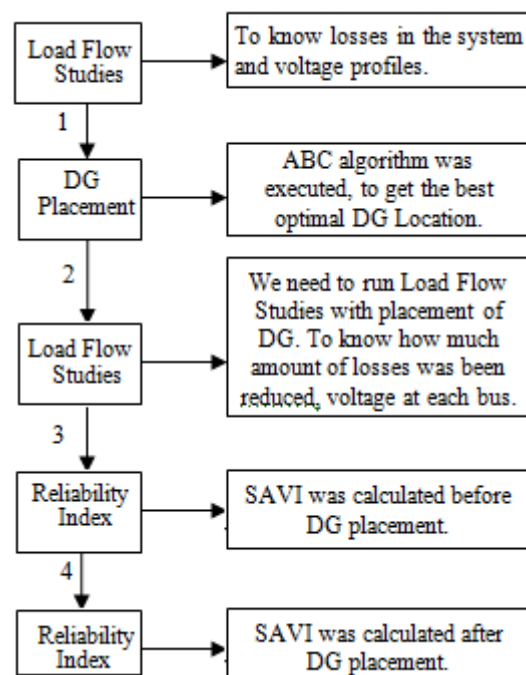 Load Flow
Studies
To know losses in the system
and voltage profiles.
1
DG
Placement
ABC algorithm was
executed, to get the best
optimal DG Location.
2
Load Flow
Studies
We need to run Load Flow
Studies with placement of
DG. To know how much
amount of losses was been
reduced, voltage at each bus.
3
Reliability
Index
SAVI was calculated before
DG placement.
4
Reliability
Index
SAVI was calculated after
DG placement.